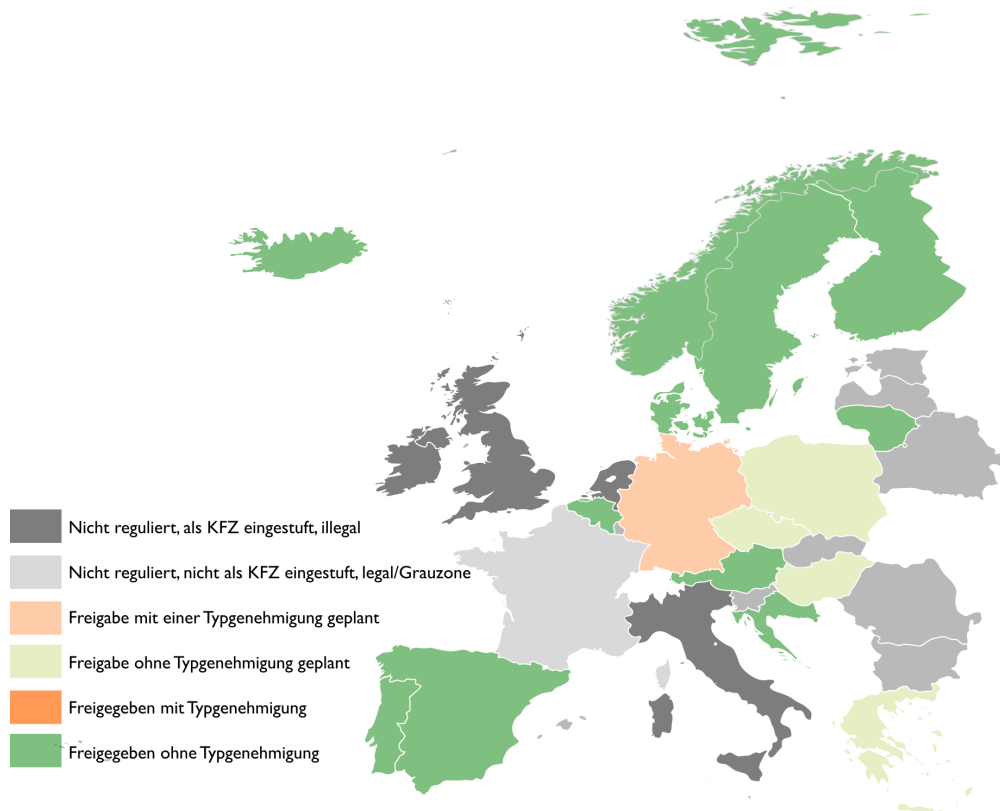 Nicht reguliert, als KFZ eingestuft, illegal
Nicht reguliert, nicht als KFZ eingestuft, legal/Grauzone
Freigabe mit einer Typgenehmigung geplant
Freigabe ohne Typgenehmigung geplant
Freigegeben mit Typgenehmigung
Freigegeben ohne Typgenehmigung